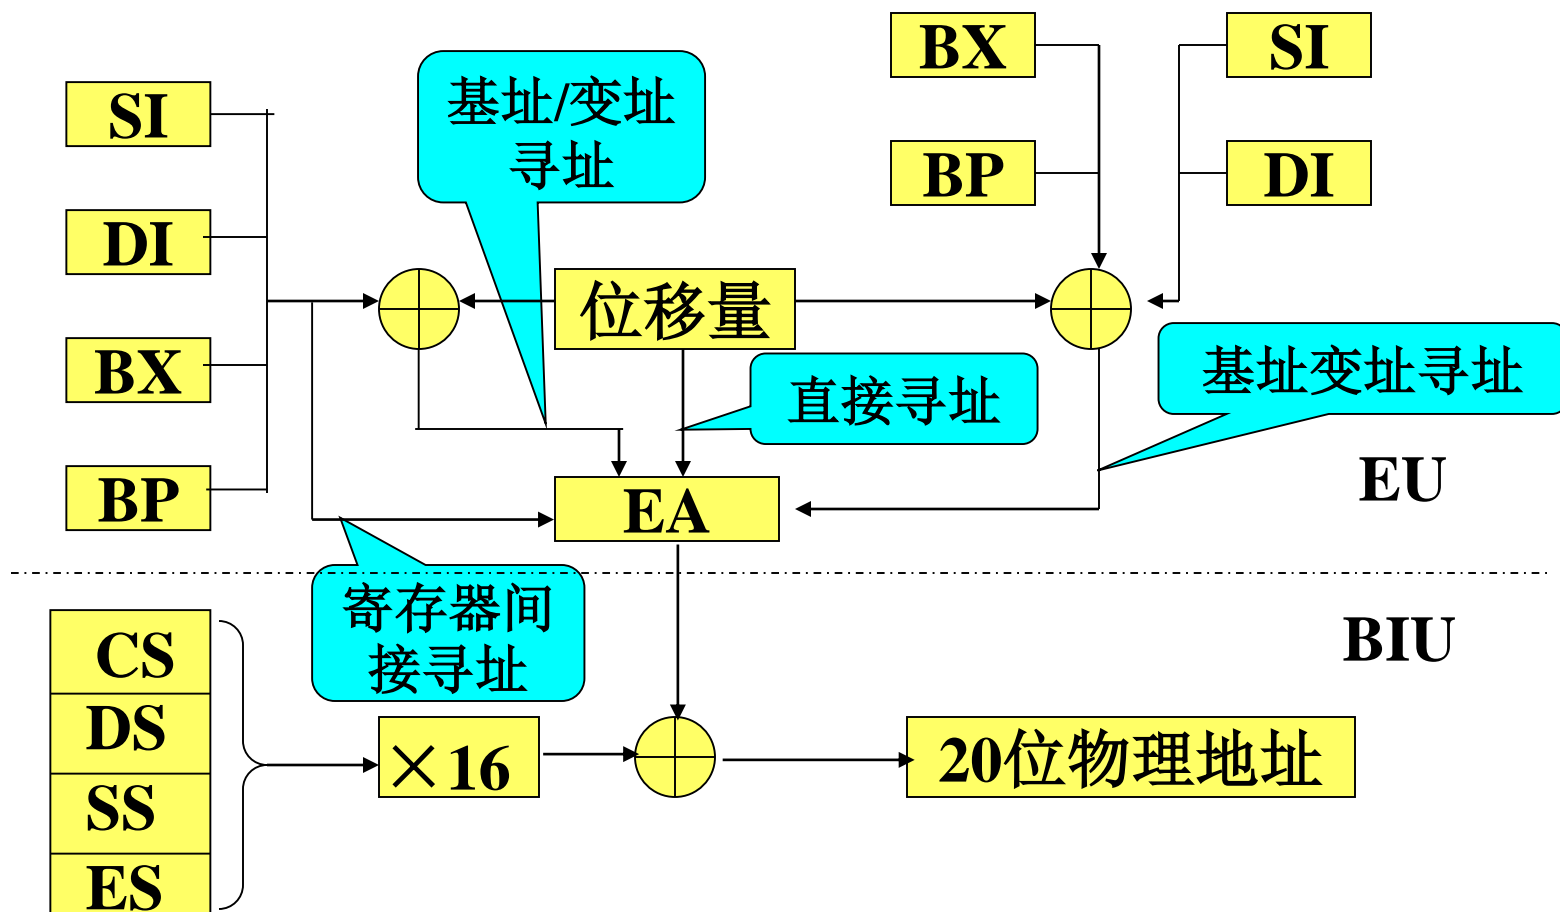 BX
SI
基址/变址
寻址
SI
BP
DI
DI
位移量
基址变址寻址
BX
直接寻址
EU
BP
EA
寄存器间
接寻址
BIU
CS
DS
×16
20位物理地址
SS
ES